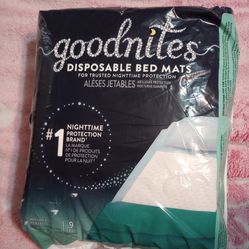 goodnites
DISPOSABLE BED MATS
FOR TRUSTED NIGHTTIME PROTECTION
ALÈSES JETABLES
#1
NIGHTTIME
PROTECTION
BRAND*
LA MARQUE
N°1 DE PRODUITS
DE PROTECTION
POUR LA NUIT*
9